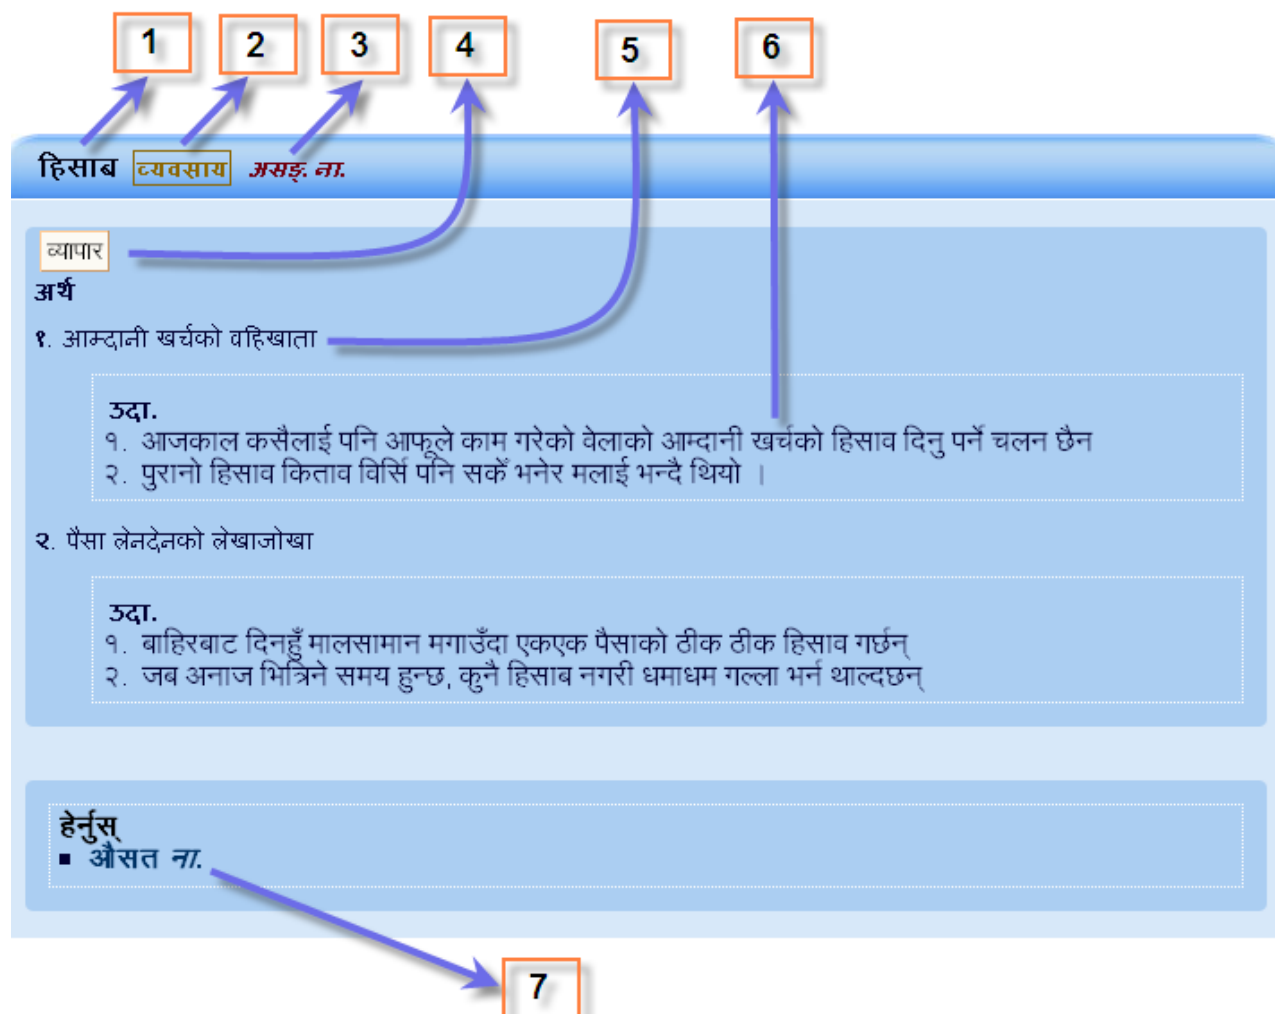 1 2 3 4 5 6
हिसाब व्यवसाय असङ्. ना.
व्यापार
अर्थ
१. आम्दानी खर्चको वहिखाता
उदा.
१. आजकाल कसैलाई पनि आफूले काम गरेको वेलाको आम्दानी खर्चको हिसाव दिनु पर्ने चलन छैन
२. पुरानो हिसाव किताव विर्सि पनि सकेँ भनेर मलाई भन्दै थियो ।
२. पैसा लेनदेनको लेखाजोखा
उदा.
१. बाहिरबाट दिनहुँ मालसामान मगाउँदा एकएक पैसाको ठीक ठीक हिसाव गर्छन्
२. जब अनाज भित्रिने समय हुन्छ, कुनै हिसाब नगरी धमाधम गल्ला भर्न थाल्दछन्
हेर्नुस्
▪ औसत ना.
7